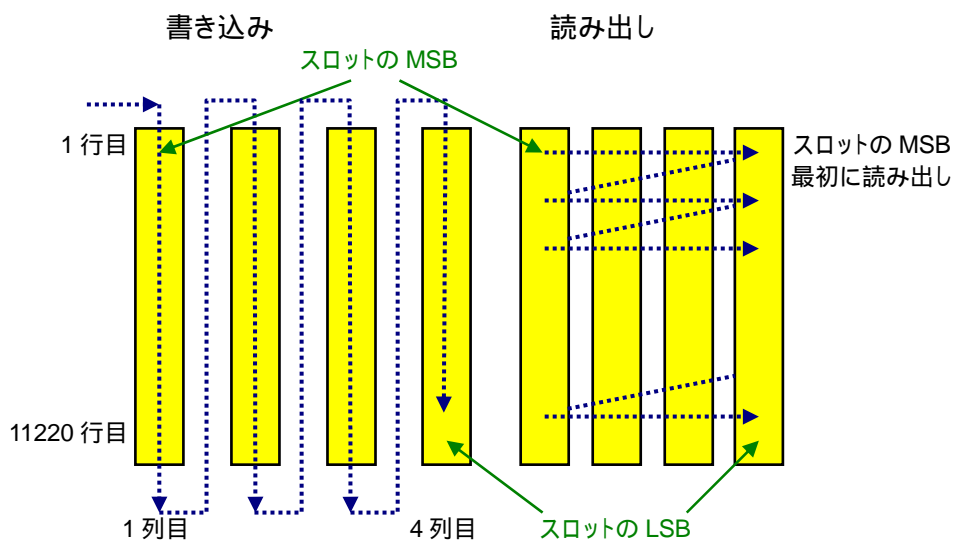 書き込み
読み出し
スロットの MSB
1 行目
スロットの MSB
最初に読み出し
11220 行目
1 列目
4 列目
スロットの LSB